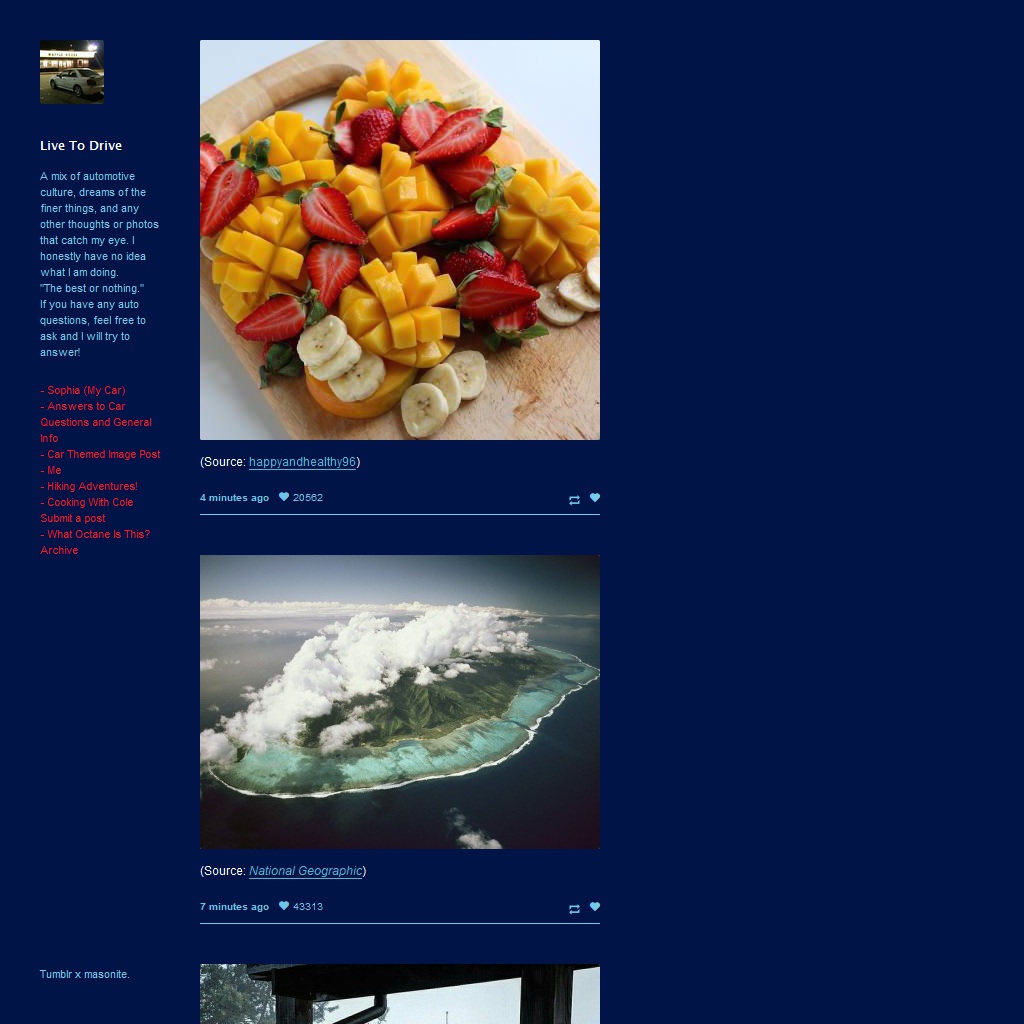 WAFFLE HOUSE
Live To Drive
A mix of automotive
culture, dreams of the
finer things, and any
other thoughts or photos
that catch my eye. I
honestly have no idea
what I am doing.
"The best or nothing."
If you have any auto
questions, feel free to
ask and I will try to
answer!
- Sophia (My Car)
- Answers to Car
Questions and General
Info
- Car Themed Image Post
- Me
- Hiking Adventures!
- Cooking With Cole
Submit a post
- What Octane Is This?
Archive
Tumblr x masonite.
(Source: happyandhealthy96)
4 minutes ago 20562
(Source: National Geographic)
7 minutes ago 43313